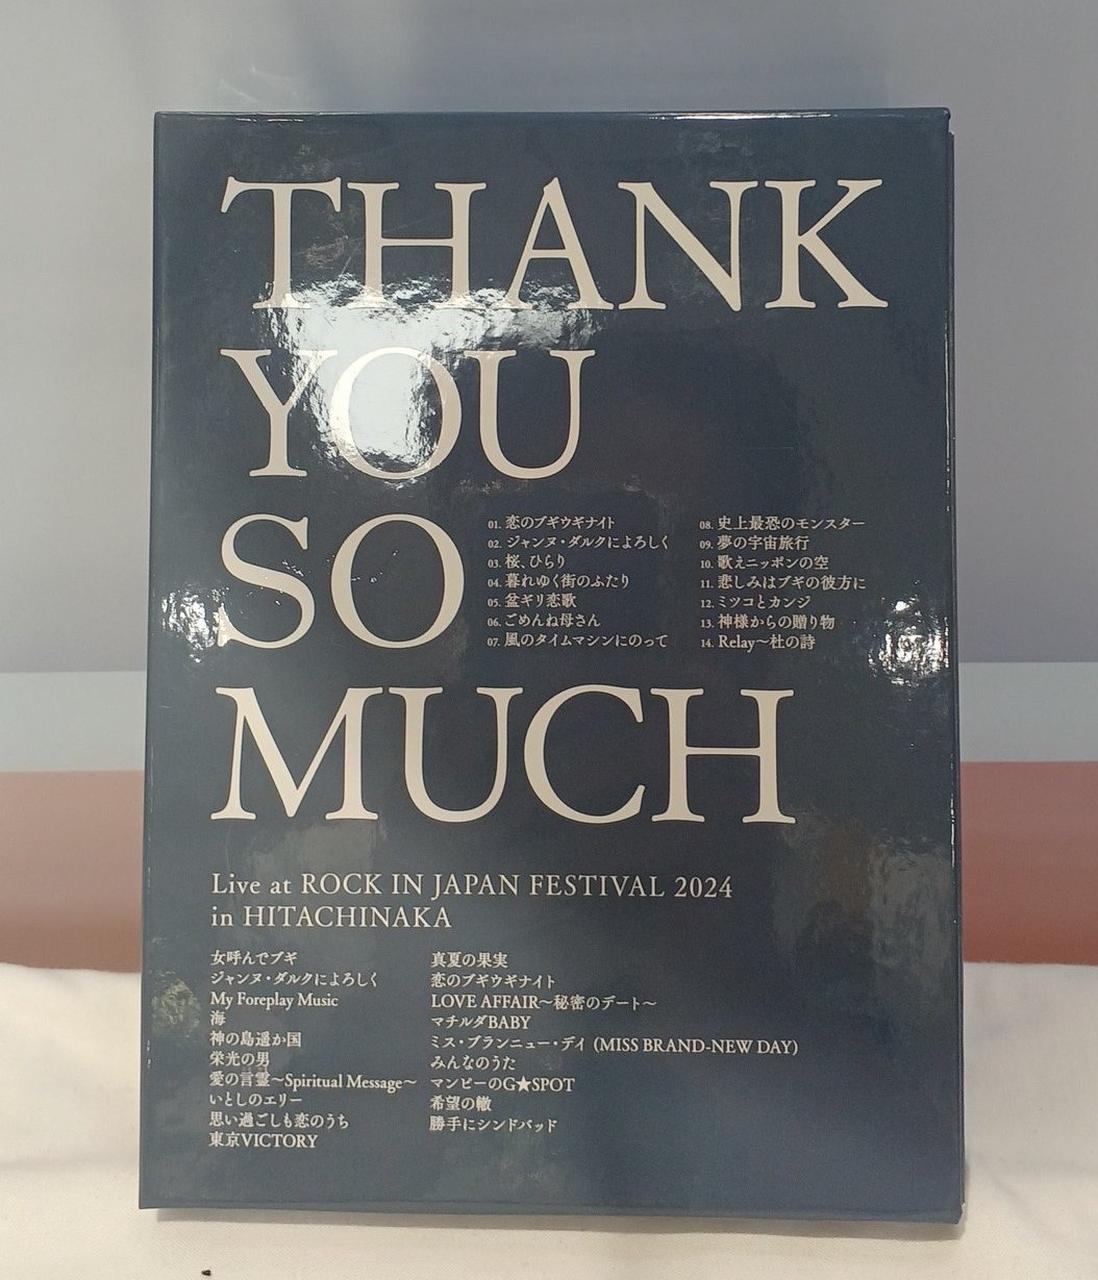 THANK
YOU
SO
01. 恋のブギウギナイト
02. ジャンヌ・ダルクによろしく
03. 桜、ひらり
04. 暮れゆく街のふたり
05. 盆ギリ恋歌
06. ごめんね母さん
07. 風のタイムマシンにのって
08. 史上最恐のモンスター
09. 夢の宇宙旅行
10. 歌えニッポンの空
11. 悲しみはブギの彼方に
12. ミツコとカンジ
13. 神様からの贈り物
14. Relay〜杜の詩
MUCH
Live at ROCK IN JAPAN FESTIVAL 2024
in HITACHINAKA
女呼んでブギ
ジャンヌ・ダルクによろしく
My Foreplay Music
海
神の島遥か国
栄光の男
愛の言霊〜Spiritual Message〜
いとしのエリー
思い過ごしも恋のうち
東京VICTORY
真夏の果実
恋のブギウギナイト
LOVE AFFAIR〜秘密のデート〜
マチルダBABY
ミス・ブランニュー・デイ (MISS BRAND-NEW DAY)
みんなのうた
マンピーのG★SPOT
希望の轍
勝手にシンドバッド